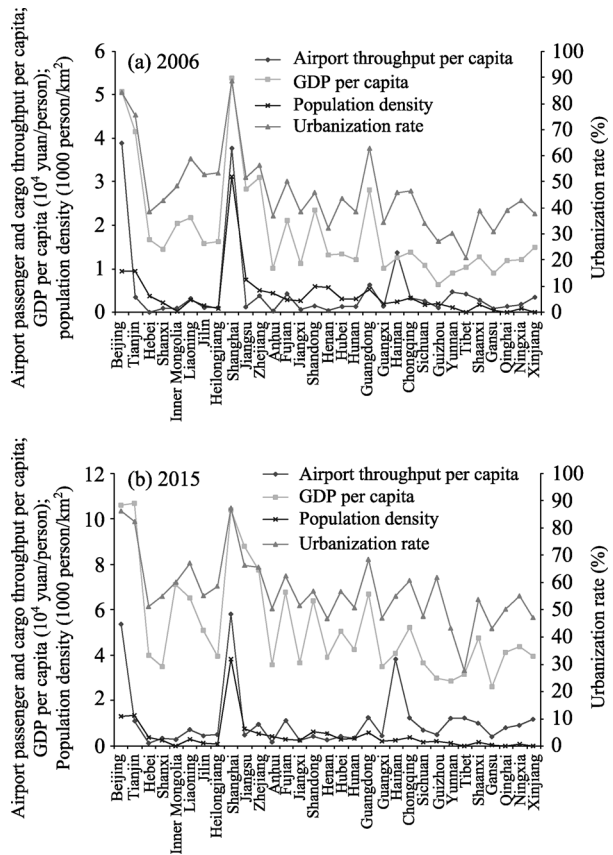 (a) 2006
Airport throughput per capita
GDP per capita
Population density
Urbanization rate
Airport passenger and cargo throughput per capita;
GDP per capita (10⁴ yuan/person);
population density (1000 person/km²)
6
5
4
3
2
1
0
Urbanization rate (%)
100
90
80
70
60
50
40
30
20
10
0
Beijing
Tianjin
Hebei
Shanxi
Inner Mongolia
Liaoning
Jilin
Heilongjiang
Shanghai
Jiangsu
Zhejiang
Anhui
Fujian
Jiangxi
Shandong
Henan
Hubei
Hunan
Guangdong
Guangxi
Hainan
Chongqing
Sichuan
Guizhou
Yunnan
Tibet
Shaanxi
Gansu
Qinghai
Ningxia
Xinjiang
(b) 2015
Airport throughput per capita
GDP per capita
Population density
Urbanization rate
Airport passenger and cargo throughput per capita;
GDP per capita (10⁴ yuan/person);
Population density (1000 person/km²)
12
10
8
6
4
2
0
Urbanization rate (%)
100
90
80
70
60
50
40
30
20
10
0
Beijing
Tianjin
Hebei
Shanxi
Inner Mongolia
Liaoning
Jilin
Heilongjiang
Shanghai
Jiangsu
Zhejiang
Anhui
Fujian
Jiangxi
Shandong
Henan
Hubei
Hunan
Guangdong
Guangxi
Hainan
Chongqing
Sichuan
Guizhou
Yunnan
Tibet
Shaanxi
Gansu
Qinghai
Ningxia
Xinjiang